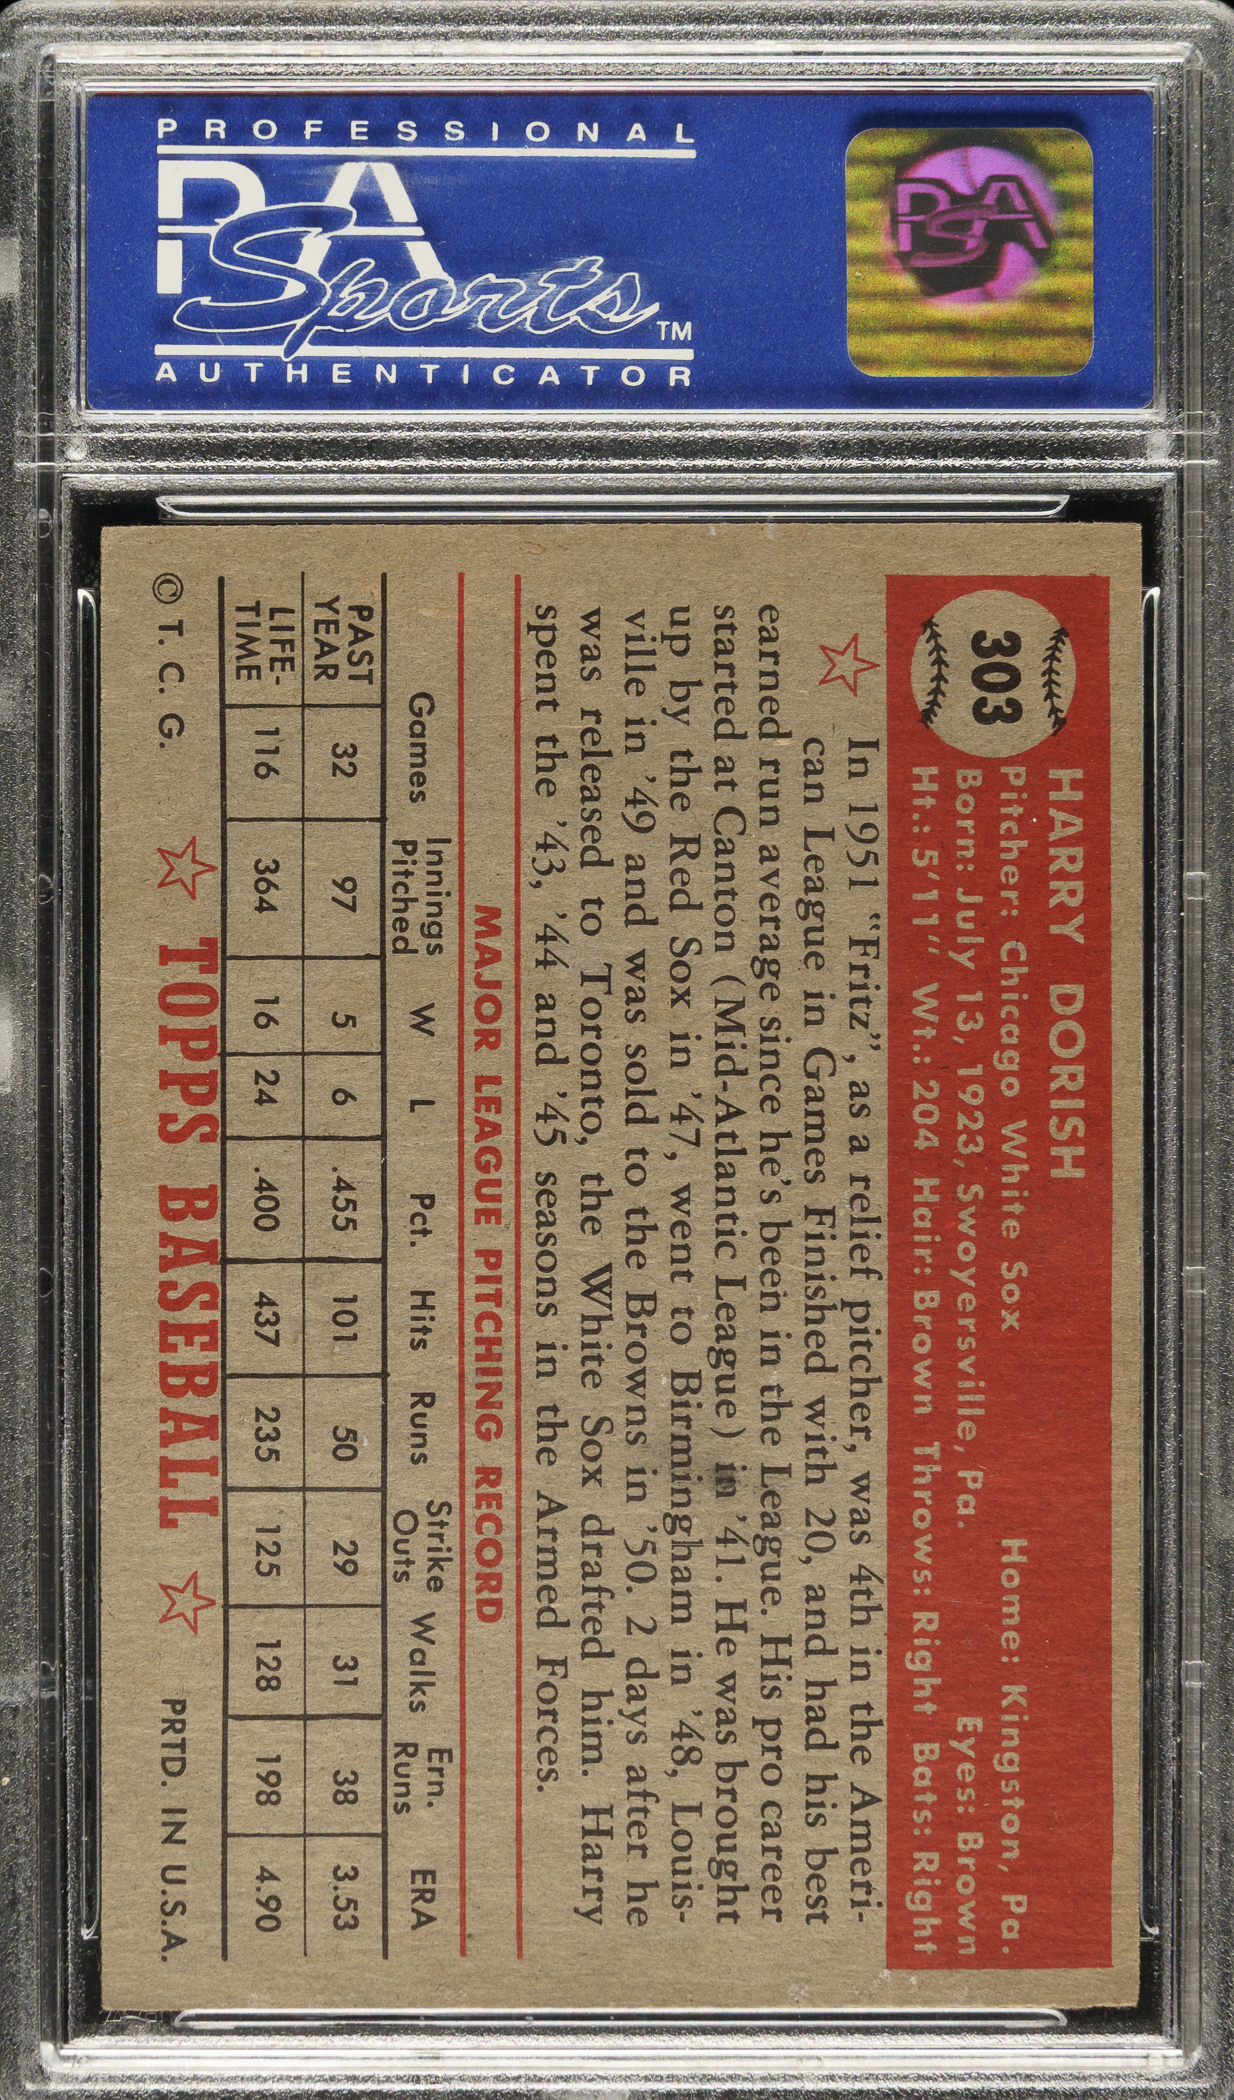 PROFESSIONAL
PSA
Sports™
AUTHENTICATOR
PSA
303
HARRY DORISH
Pitcher: Chicago White Sox Home: Kingston, Pa.
Born: July 13, 1923, Swoyersville, Pa. Eyes: Brown
Ht.: 5'11" Wt.: 204 Hair: Brown Throws: Right Bats: Right
In 1951 “Fritz”, as a relief pitcher, was 4th in the Ameri-
can League in Games Finished with 20, and had his best
earned run average since he's been in the League. His pro career
started at Canton (Mid-Atlantic League) in '41. He was brought
up by the Red Sox in '47, went to Birmingham in '48, Louis-
ville in '49 and was sold to the Browns in '50. 2 days after he
was released to Toronto, the White Sox drafted him. Harry
spent the '43, '44 and '45 seasons in the Armed Forces.
MAJOR LEAGUE PITCHING RECORD
Games Innings Pitched W L Pct. Hits Runs Strike Outs Walks Ern. Runs ERA
PAST YEAR 32 97 5 6 .455 101 50 29 31 38 3.53
LIFE-TIME 116 364 16 24 .400 437 235 125 128 198 4.90
© T. C. G. TOPPS BASEBALL PRTD. IN U.S.A.